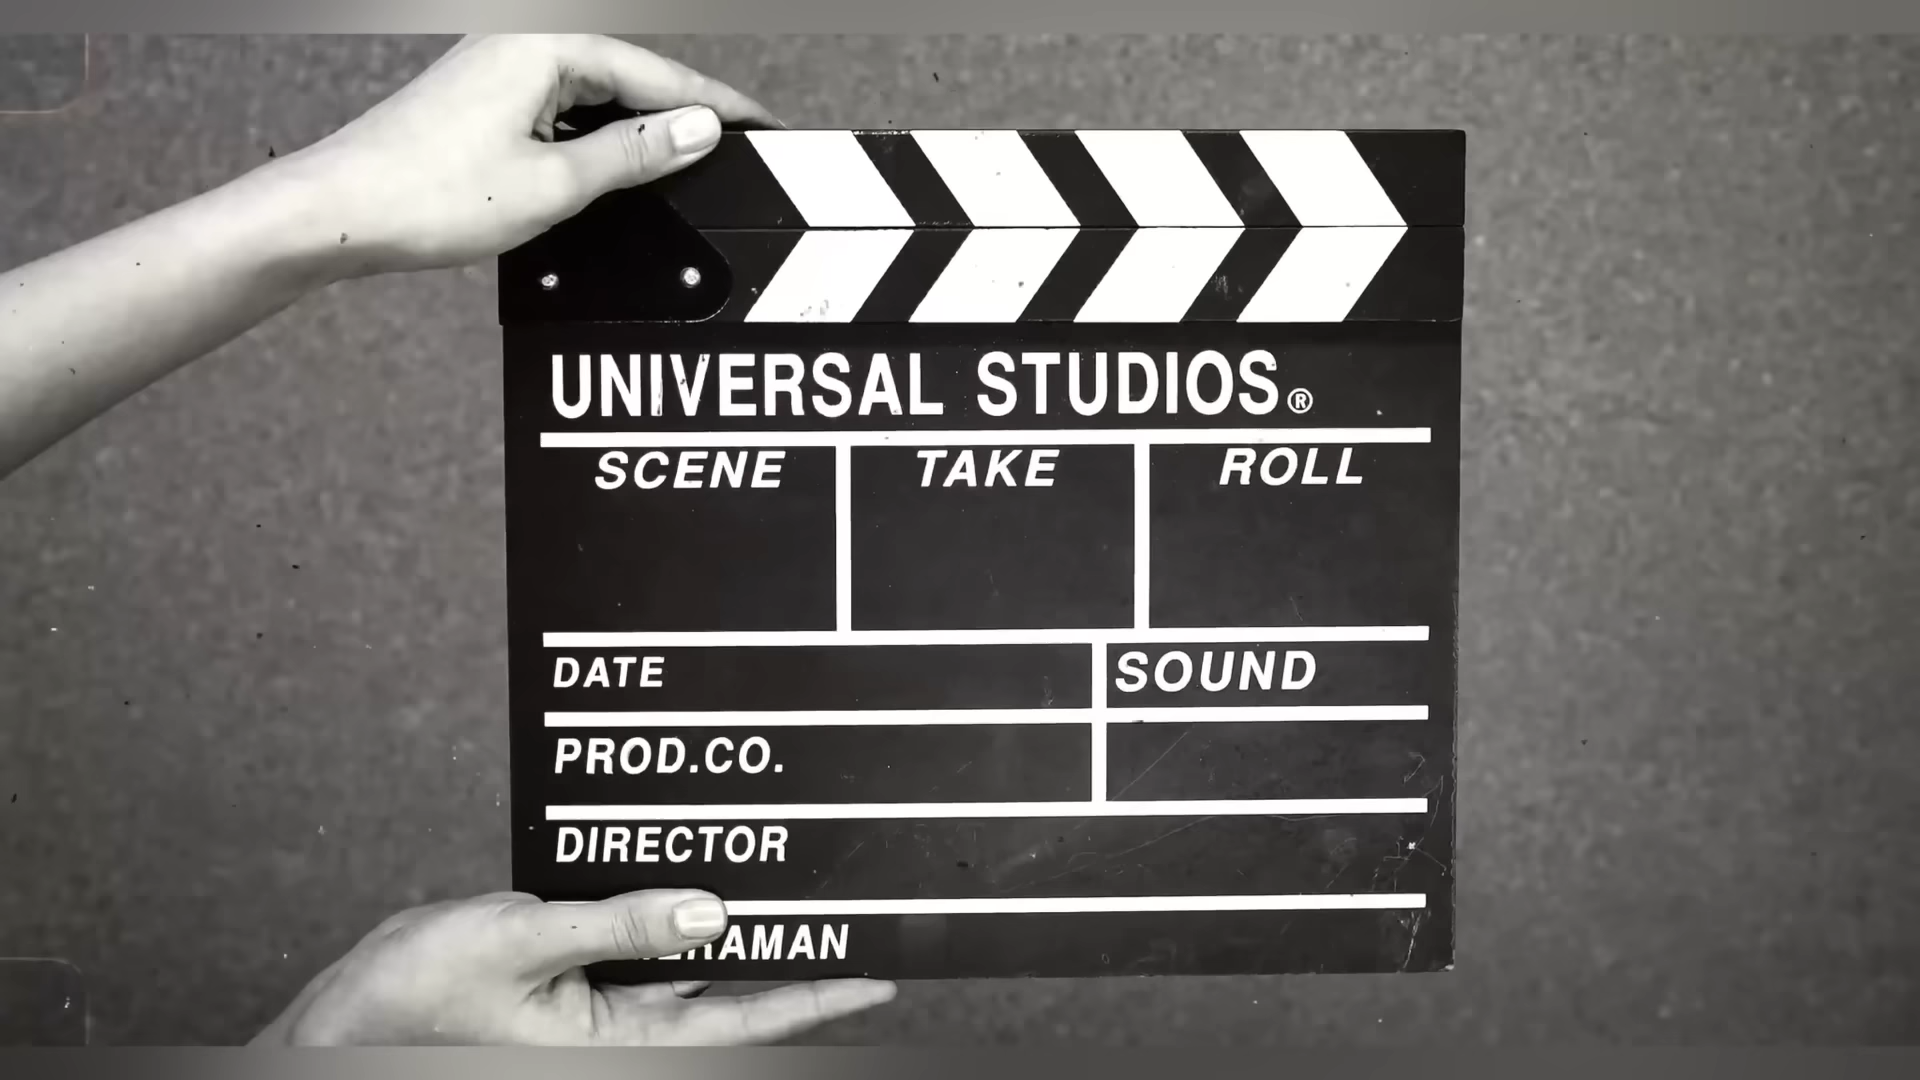 UNIVERSAL STUDIOS®
SCENE TAKE ROLL
DATE SOUND
PROD.CO.
DIRECTOR